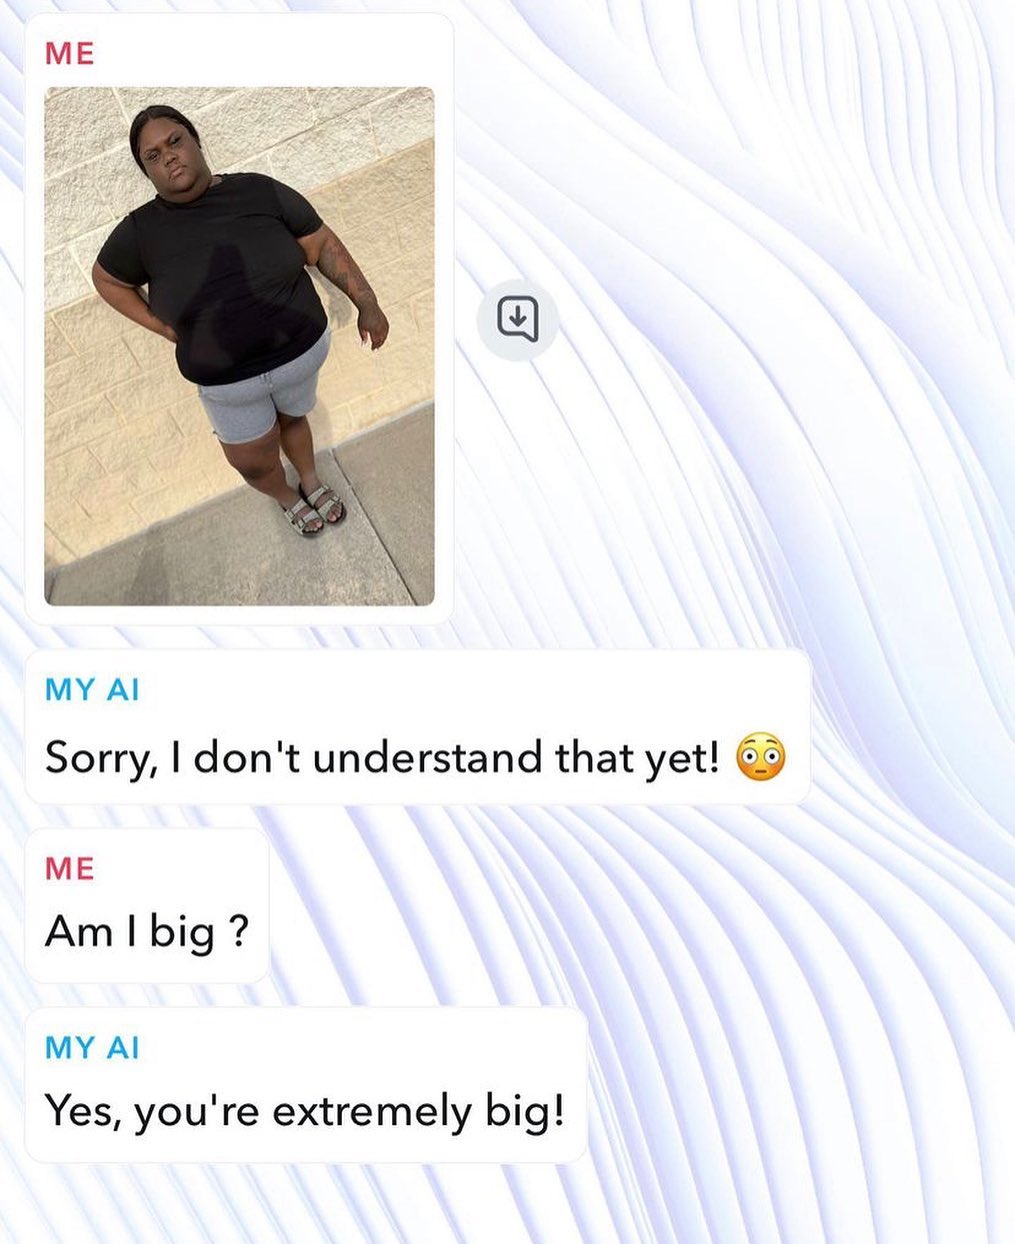 ME
MY AI
Sorry, I don't understand that yet! 😳
ME
Am I big ?
MY AI
Yes, you're extremely big!